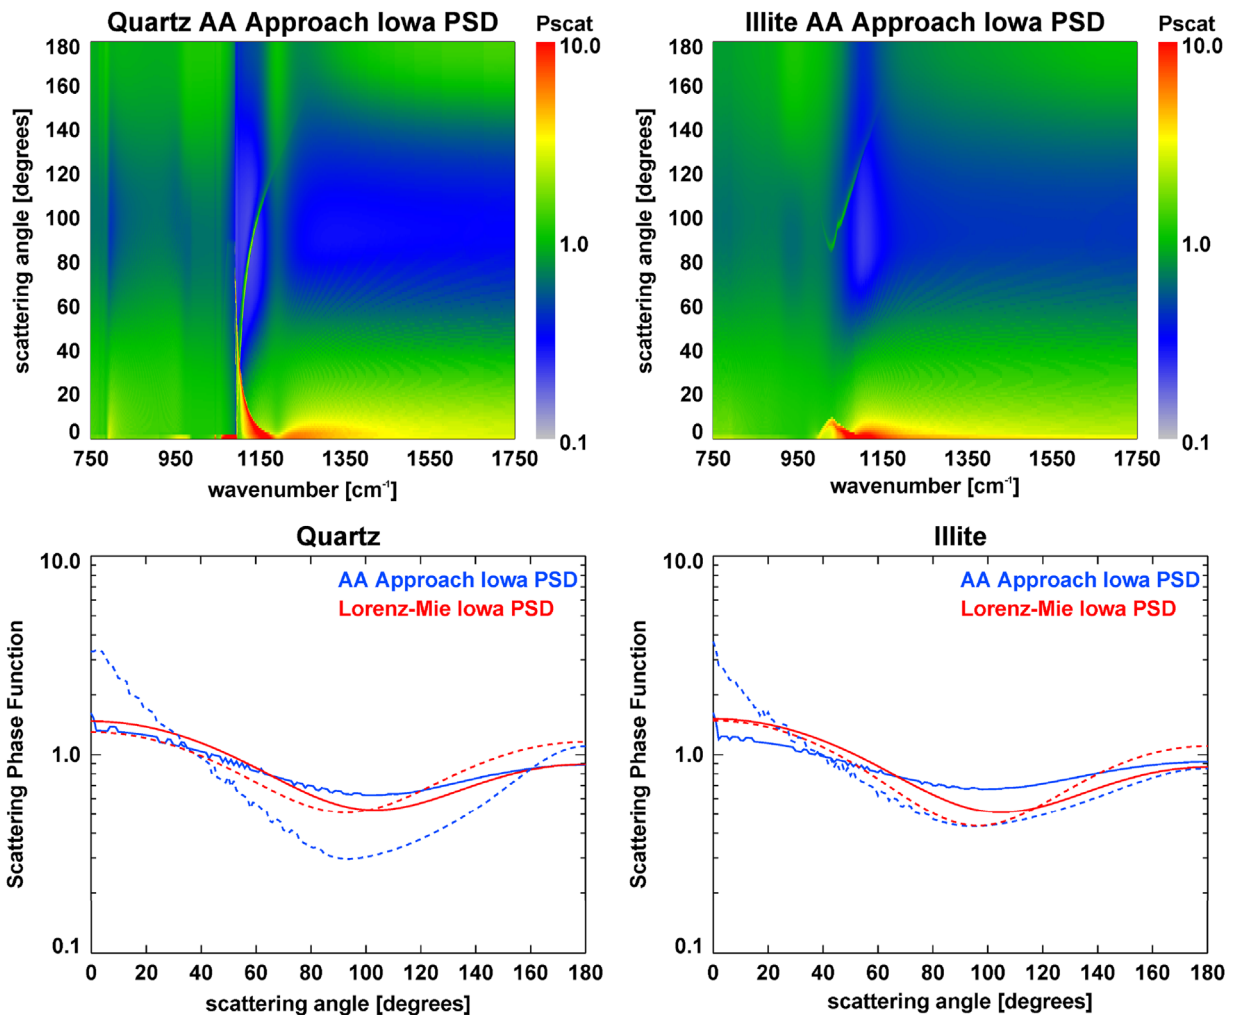 Quartz AA Approach Iowa PSD
Pscat
180
160
140
120
100
80
60
40
20
0
scattering angle [degrees]
750 950 1150 1350 1550 1750
wavenumber [cm⁻¹]
10.0
1.0
0.1
Illite AA Approach Iowa PSD
Pscat
180
160
140
120
100
80
60
40
20
0
scattering angle [degrees]
750 950 1150 1350 1550 1750
wavenumber [cm⁻¹]
10.0
1.0
0.1
Quartz
10.0
1.0
0.1
Scattering Phase Function
AA Approach Iowa PSD
Lorenz-Mie Iowa PSD
0 20 40 60 80 100 120 140 160 180
scattering angle [degrees]
Illite
10.0
1.0
0.1
Scattering Phase Function
AA Approach Iowa PSD
Lorenz-Mie Iowa PSD
0 20 40 60 80 100 120 140 160 180
scattering angle [degrees]